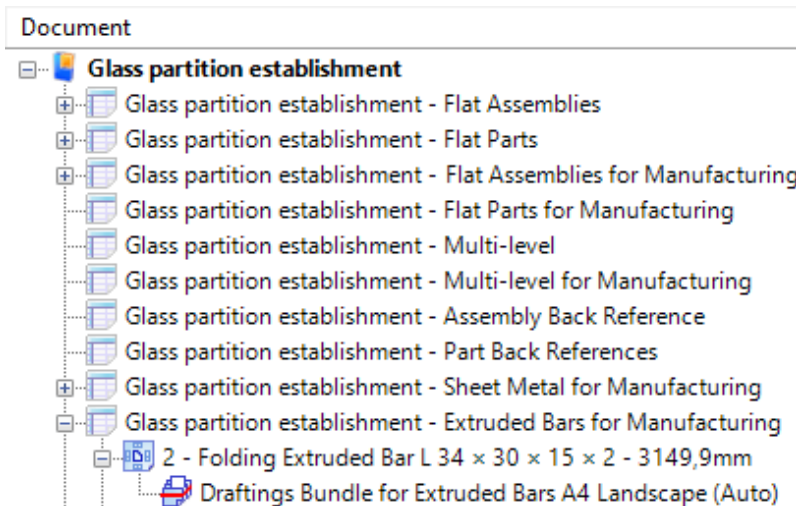 Document
Glass partition establishment
Glass partition establishment - Flat Assemblies
Glass partition establishment - Flat Parts
Glass partition establishment - Flat Assemblies for Manufacturing
Glass partition establishment - Flat Parts for Manufacturing
Glass partition establishment - Multi-level
Glass partition establishment - Multi-level for Manufacturing
Glass partition establishment - Assembly Back Reference
Glass partition establishment - Part Back References
Glass partition establishment - Sheet Metal for Manufacturing
Glass partition establishment - Extruded Bars for Manufacturing
2 - Folding Extruded Bar L 34 × 30 × 15 × 2 - 3149,9mm
Draftings Bundle for Extruded Bars A4 Landscape (Auto)